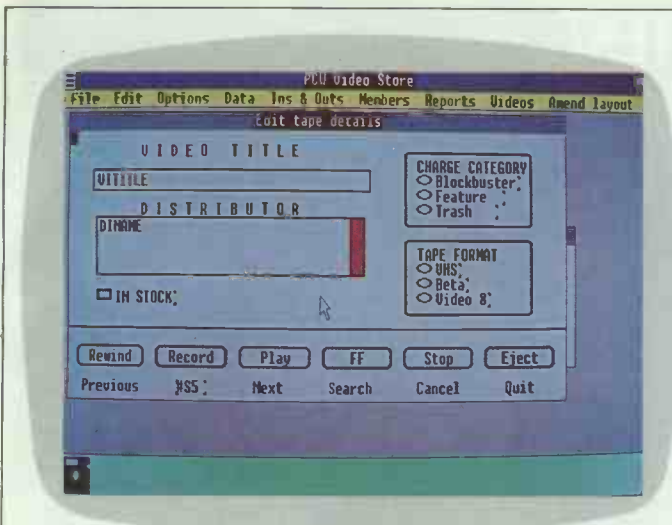 PCW Video Store
File Edit Options Data Ins & Outs Members Reports Videos Amend layout
Edit tape details
VIDEO TITLE
VITITLE
DISTRIBUTOR
DINAME
IN STOCK;
CHARGE CATEGORY
Blockbuster;
Feature ;
Trash ;
TAPE FORMAT
VHS;
Beta;
Video 8;
Rewind Record Play FF Stop Eject
Previous #S5; Next Search Cancel Quit